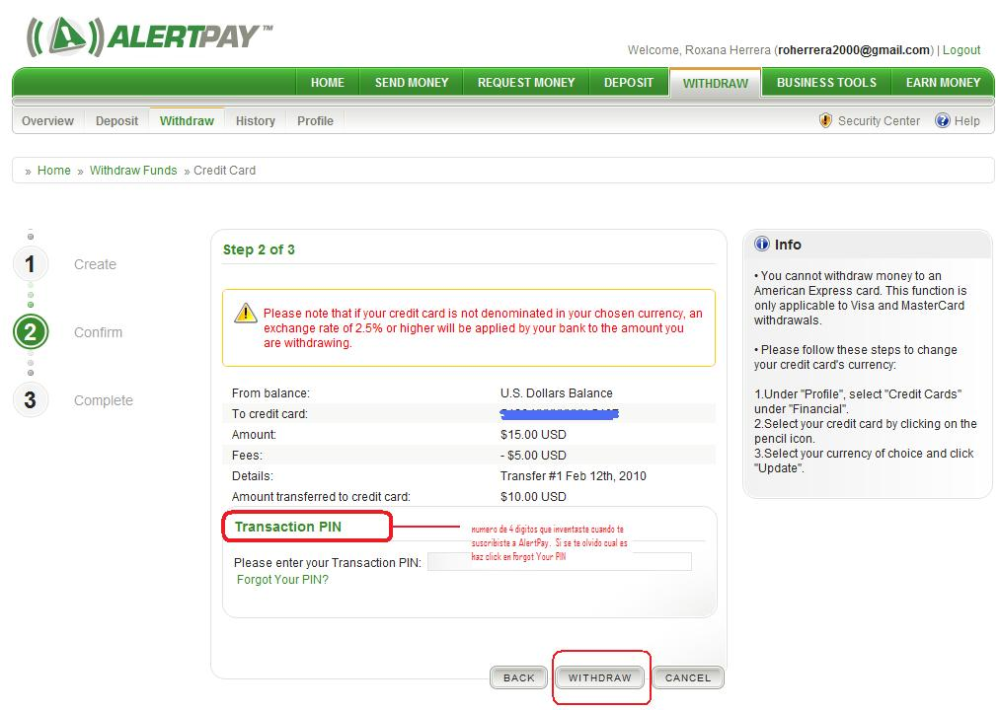 ALERTPAY™
Welcome, Roxana Herrera (roherrera2000@gmail.com) | Logout
HOME SEND MONEY REQUEST MONEY DEPOSIT WITHDRAW BUSINESS TOOLS EARN MONEY
Overview Deposit Withdraw History Profile Security Center Help
» Home » Withdraw Funds » Credit Card
1 Create
2 Confirm
3 Complete
Step 2 of 3
Please note that if your credit card is not denominated in your chosen currency, an
exchange rate of 2.5% or higher will be applied by your bank to the amount you
are withdrawing.
From balance: U.S. Dollars Balance
To credit card:
Amount: $15.00 USD
Fees: - $5.00 USD
Details: Transfer #1 Feb 12th, 2010
Amount transferred to credit card: $10.00 USD
Transaction PIN
numero de 4 digitos que inventaste cuando te
suscribiste a AlertPay. Si se te olvido cual es
haz click en Forgot Your PIN
Please enter your Transaction PIN:
Forgot Your PIN?
BACK WITHDRAW CANCEL
Info
• You cannot withdraw money to an
American Express card. This function is
only applicable to Visa and MasterCard
withdrawals.
• Please follow these steps to change
your credit card's currency:
1.Under "Profile", select "Credit Cards"
under "Financial".
2.Select your credit card by clicking on the
pencil icon.
3.Select your currency of choice and click
"Update".